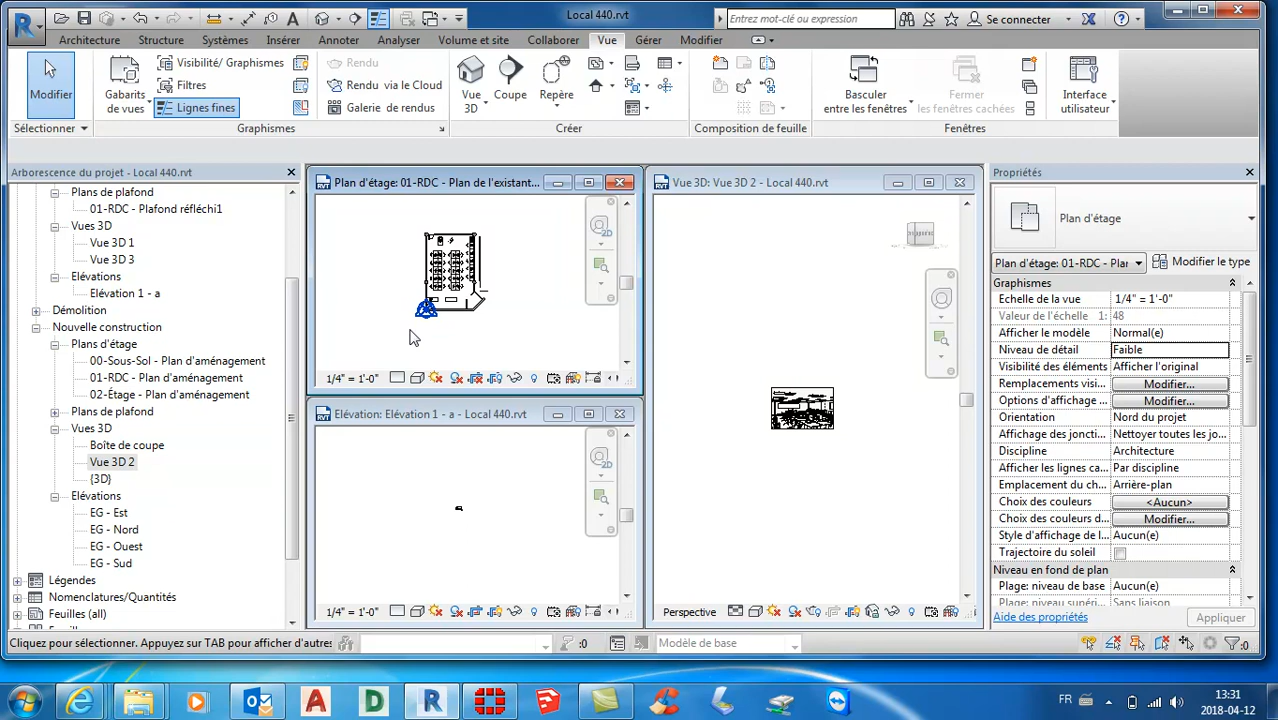 Local 440.rvt
Entrez mot-clé ou expression
Se connecter
Architecture Structure Systèmes Insérer Annoter Analyser Volume et site Collaborer Vue Gérer Modifier
Modifier
Gabarits de vues
Visibilité/ Graphismes
Filtres
Lignes fines
Rendu
Rendu via le Cloud
Galerie de rendus
Vue 3D
Coupe
Repère
Basculer entre les fenêtres
Fermer les fenêtres cachées
Interface utilisateur
Sélectionner
Graphismes
Créer
Composition de feuille
Fenêtres
Arborescence du projet - Local 440.rvt
Plans de plafond
01-RDC - Plafond réfléchi1
Vues 3D
Vue 3D 1
Vue 3D 3
Elévations
Elévation 1 - a
Démolition
Nouvelle construction
Plans d'étage
00-Sous-Sol - Plan d'aménagement
01-RDC - Plan d'aménagement
02-Étage - Plan d'aménagement
Plans de plafond
Vues 3D
Boîte de coupe
Vue 3D 2
{3D}
Elévations
EG - Est
EG - Nord
EG - Ouest
EG - Sud
Légendes
Nomenclatures/Quantités
Feuilles (all)
Plan d'étage: 01-RDC - Plan de l'existant...
2D
1/4" = 1'-0"
Elévation: Elévation 1 - a - Local 440.rvt
2D
1/4" = 1'-0"
Vue 3D: Vue 3D 2 - Local 440.rvt
Perspective
Propriétés
Plan d'étage
Plan d'étage: 01-RDC - Plar
Modifier le type
Graphismes
Echelle de la vue 1/4" = 1'-0"
Valeur de l'échelle 1: 48
Afficher le modèle Normal(e)
Niveau de détail Faible
Visibilité des éléments Afficher l'original
Remplacements visi... Modifier...
Options d'affichage Modifier...
Orientation Nord du projet
Affichage des joncti... Nettoyer toutes les jo...
Discipline Architecture
Afficher les lignes ca... Par discipline
Emplacement du ch... Arrière-plan
Choix des couleurs <Aucun>
Choix des couleurs d... Modifier...
Style d'affichage de l... Aucun(e)
Trajectoire du soleil
Niveau en fond de plan
Plage: niveau de base Aucun(e)
Plage: niveau supérie... Sans liaison
Aide des propriétés
Appliquer
Cliquez pour sélectionner. Appuyez sur TAB pour afficher d'autres
:0
Modèle de base
:0
FR
13:31
2018-04-12